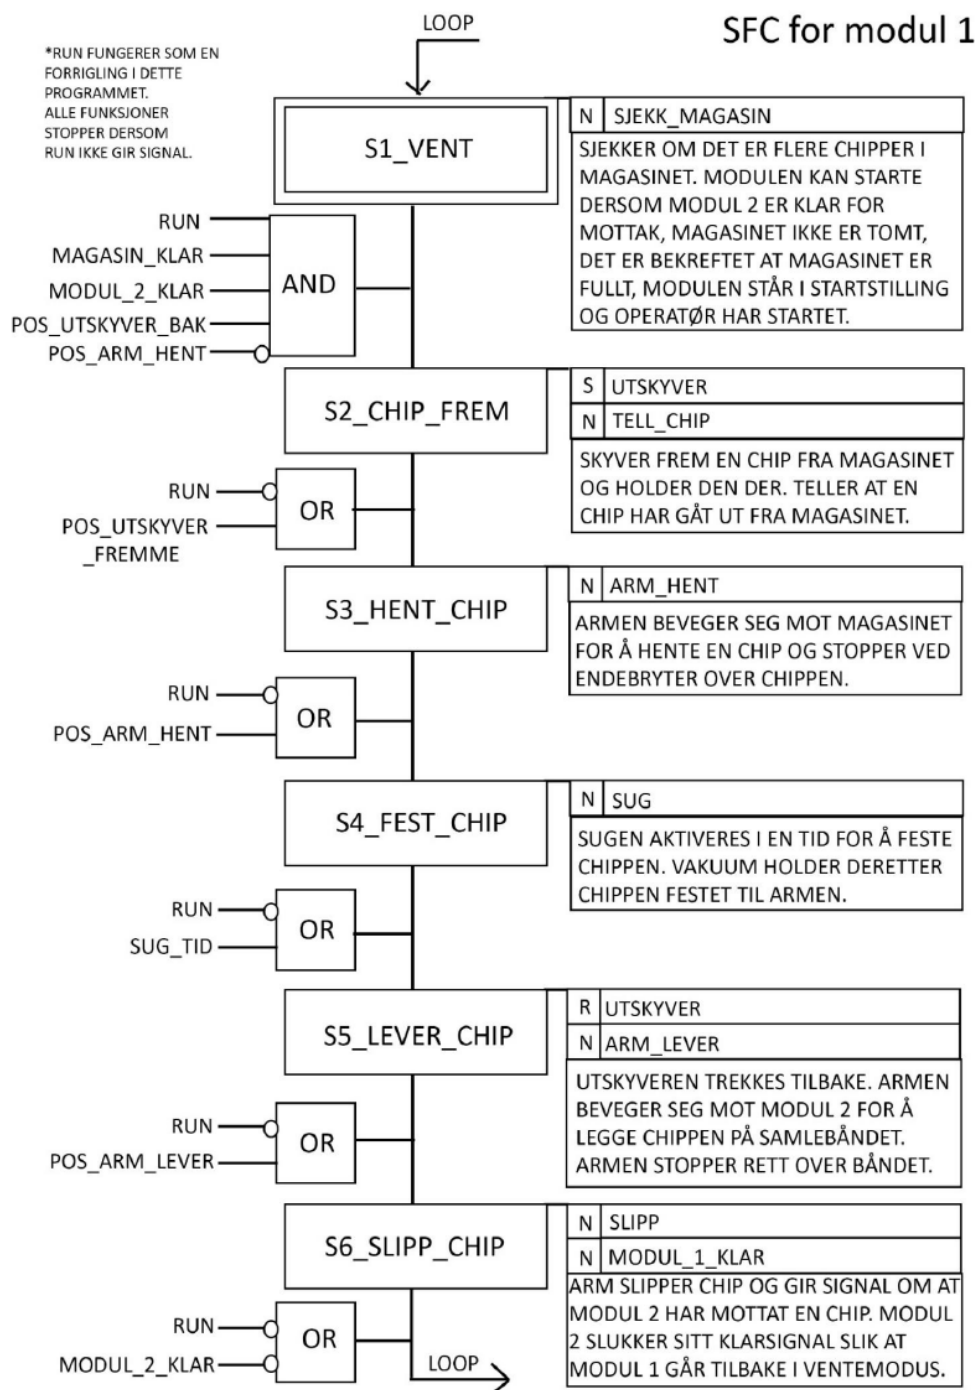 LOOP
SFC for modul 1
*RUN FUNGERER SOM EN
FORRIGLING I DETTE
PROGRAMMET.
ALLE FUNKSJONER
STOPPER DERSOM
RUN IKKE GIR SIGNAL.
S1_VENT
N SJEKK_MAGASIN
SJEKKER OM DET ER FLERE CHIPPER I
MAGASINET. MODULEN KAN STARTE
DERSOM MODUL 2 ER KLAR FOR
MOTTAK, MAGASINET IKKE ER TOMT,
DET ER BEKREFTET AT MAGASINET ER
FULLT, MODULEN STÅR I STARTSTILLING
OG OPERATØR HAR STARTET.
RUN
MAGASIN_KLAR
MODUL_2_KLAR
POS_UTSKYVER_BAK
POS_ARM_HENT
AND
S2_CHIP_FREM
S UTSKYVER
N TELL_CHIP
SKYVER FREM EN CHIP FRA MAGASINET
OG HOLDER DEN DER. TELLER AT EN
CHIP HAR GÅTT UT FRA MAGASINET.
RUN
POS_UTSKYVER
_FREMME
OR
S3_HENT_CHIP
N ARM_HENT
ARMEN BEVEGER SEG MOT MAGASINET
FOR Å HENTE EN CHIP OG STOPPER VED
ENDEBRYTER OVER CHIPPEN.
RUN
POS_ARM_HENT
OR
S4_FEST_CHIP
N SUG
SUGEN AKTIVERES I EN TID FOR Å FESTE
CHIPPEN. VAKUUM HOLDER DERETTER
CHIPPEN FESTET TIL ARMEN.
RUN
SUG_TID
OR
S5_LEVER_CHIP
R UTSKYVER
N ARM_LEVER
UTSKYVEREN TREKKES TILBAKE. ARMEN
BEVEGER SEG MOT MODUL 2 FOR Å
LEGGE CHIPPEN PÅ SAMLEBÅNDET.
ARMEN STOPPER RETT OVER BÅNDET.
RUN
POS_ARM_LEVER
OR
S6_SLIPP_CHIP
N SLIPP
N MODUL_1_KLAR
ARM SLIPPER CHIP OG GIR SIGNAL OM AT
MODUL 2 HAR MOTTAT EN CHIP. MODUL
2 SLUKKER SITT KLARSIGNAL SLIK AT
MODUL 1 GÅR TILBAKE I VENTEMODUS.
RUN
MODUL_2_KLAR
OR
LOOP